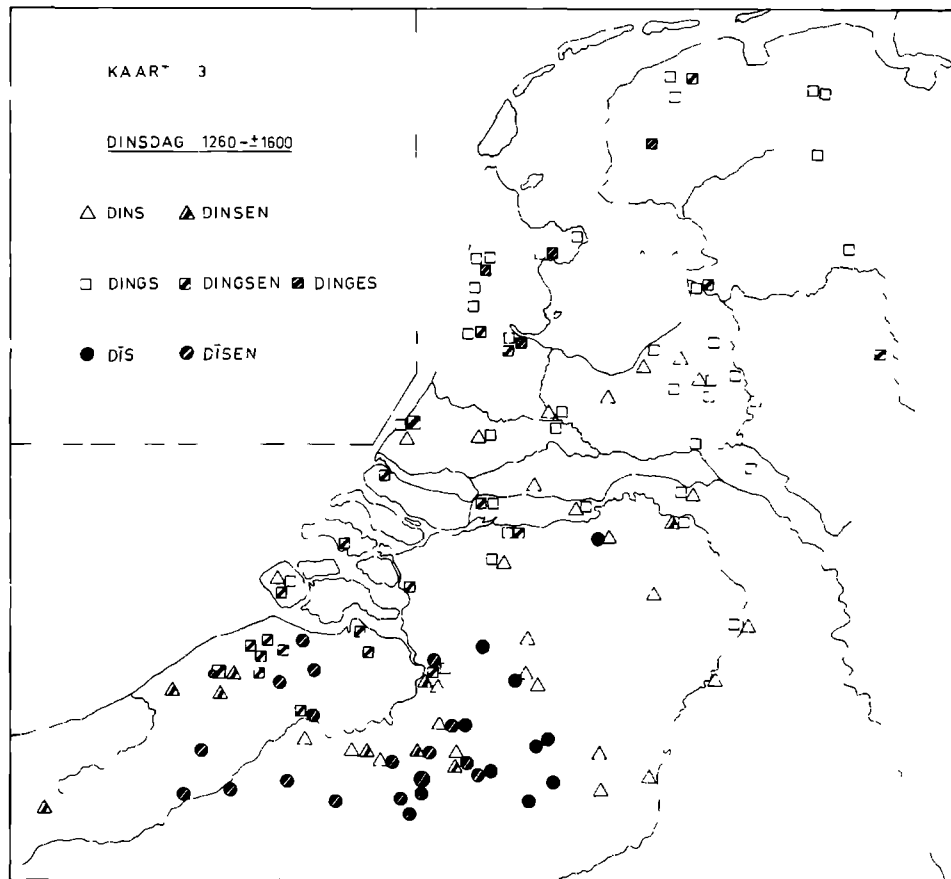 KAART 3
DINSDAG 1260-±1600
DINS DINSEN
DINGS DINGSEN DINGES
DĪS DĪSEN